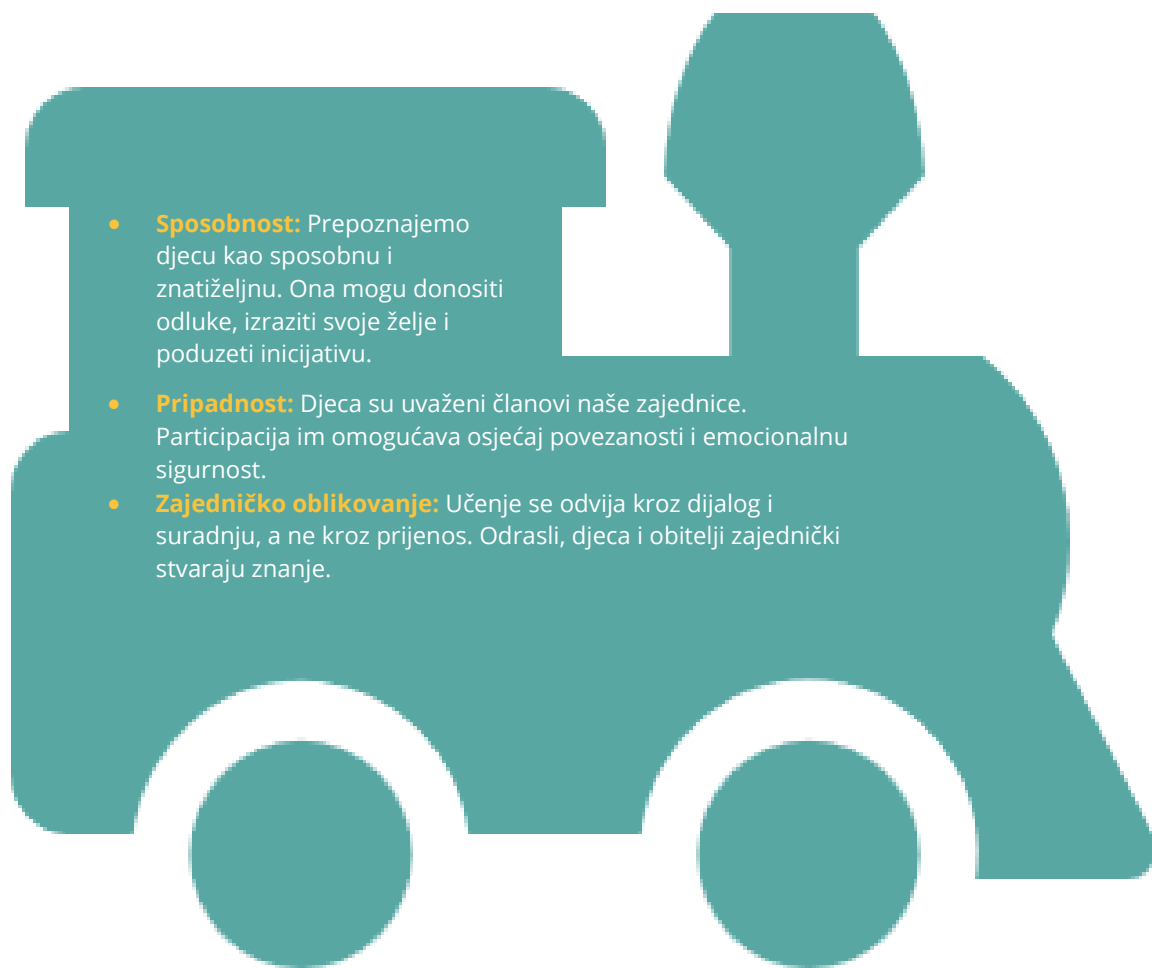 • Sposobnost: Prepoznajemo
djecu kao sposobnu i
znatiželjnu. Ona mogu donositi
odluke, izraziti svoje želje i
poduzeti inicijativu.
• Pripadnost: Djeca su uvaženi članovi naše zajednice.
Participacija im omogućava osjećaj povezanosti i emocionalnu
sigurnost.
• Zajedničko oblikovanje: Učenje se odvija kroz dijalog i
suradnju, a ne kroz prijenos. Odrasli, djeca i obitelji zajednički
stvaraju znanje.